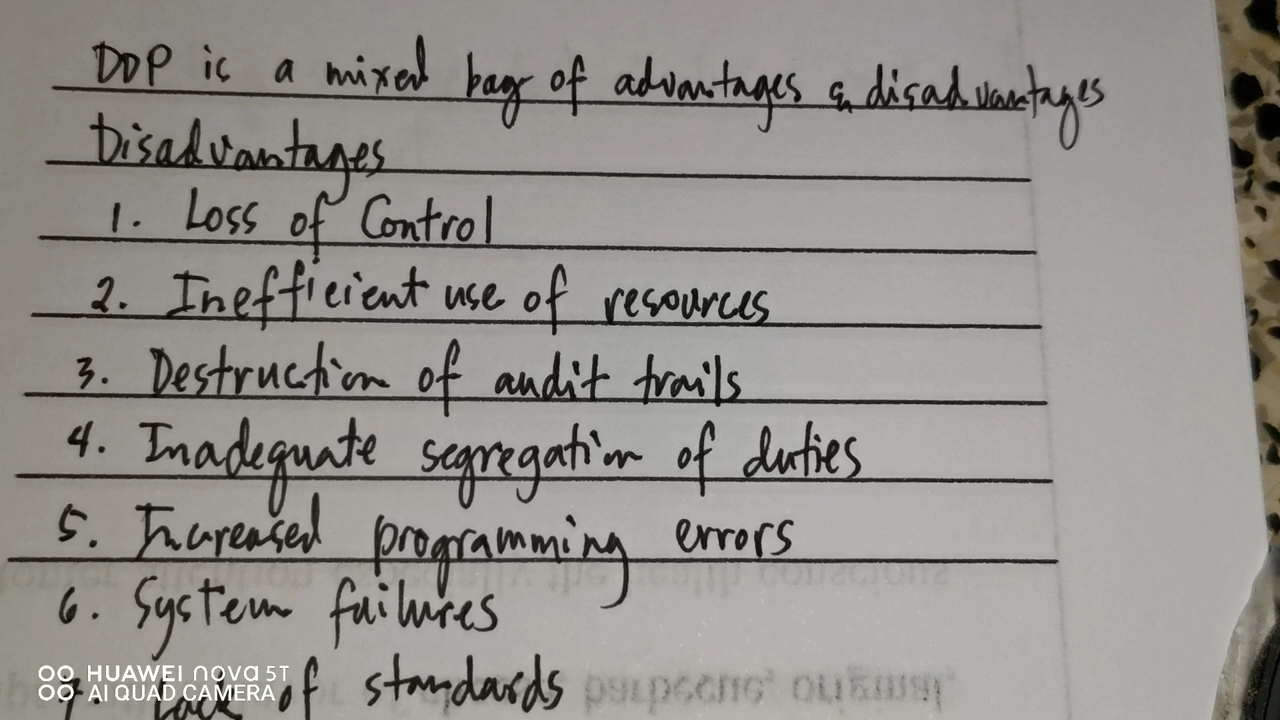 DDP is a mixed bag of advantages & disadvantages
Disadvantages
1. Loss of Control
2. Inefficient use of resources
3. Destruction of audit trails
4. Inadequate segregation of duties
5. Increased programming errors
6. System failures
7. Lack of standards
HUAWEI nova 5T
AI QUAD CAMERA